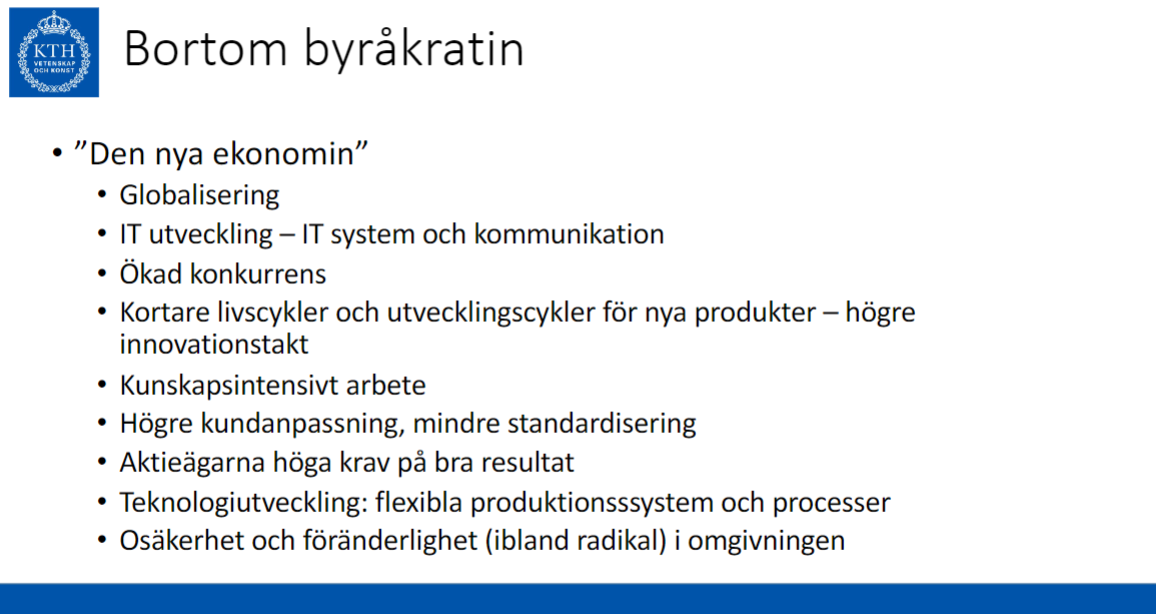 KTH
VETENSKAP
OCH KONST
Bortom byråkratin
• ”Den nya ekonomin”
• Globalisering
• IT utveckling – IT system och kommunikation
• Ökad konkurrens
• Kortare livscykler och utvecklingscykler för nya produkter – högre
innovationstakt
• Kunskapsintensivt arbete
• Högre kundanpassning, mindre standardisering
• Aktieägarna höga krav på bra resultat
• Teknologiutveckling: flexibla produktionsssystem och processer
• Osäkerhet och föränderlighet (ibland radikal) i omgivningen